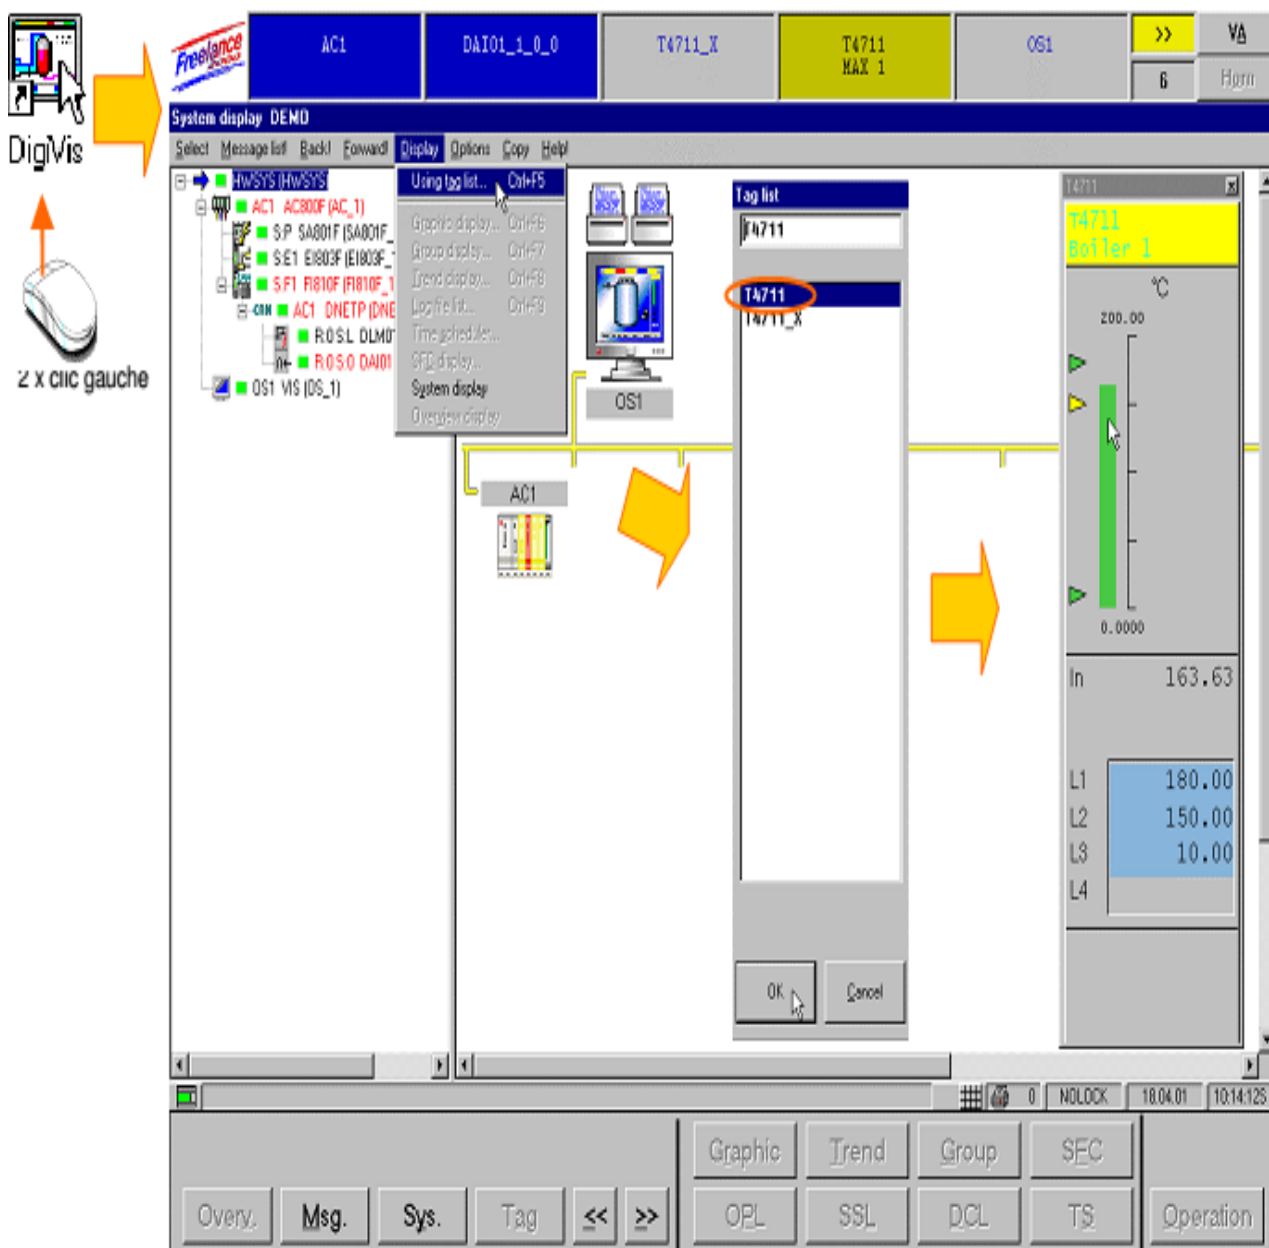 DigiVis
2 x clic gauche
Freelance
AC1
DAI01_1_0_0
T4711_X
T4711
MAX 1
OS1
>>
6
VA
Horn
System display DEMO
Select Message list! Back! Forward! Display Options Copy Help!
HWSYS (HWSYS)
AC1 AC800F (AC_1)
S:P SA801F (SA801F_
S:E1 EI803F (EI803F_1
S:F1 FI810F (FI810F_1
CAN AC1 DNETP (DNE
R:0 S:L DLM0
R:0 S:0 DAI01
OS1 VIS (OS_1)
Using tag list... Ctrl+F5
Graphic display... Ctrl+F6
Group display... Ctrl+F7
Trend display... Ctrl+F8
Log file list... Ctrl+F9
Time scheduler...
SFC display...
System display
Overview display
OS1
AC1
Tag list
T4711
T4711
T4711_X
OK
Cancel
T4711
T4711
Boiler 1
°C
200.00
0.0000
In 163.63
L1 180.00
L2 150.00
L3 10.00
L4
0 NOLOCK 18.04.01 10:14:12S
Graphic Trend Group SFC
Overv. Msg. Sys. Tag << >> OPL SSL DCL TS Operation